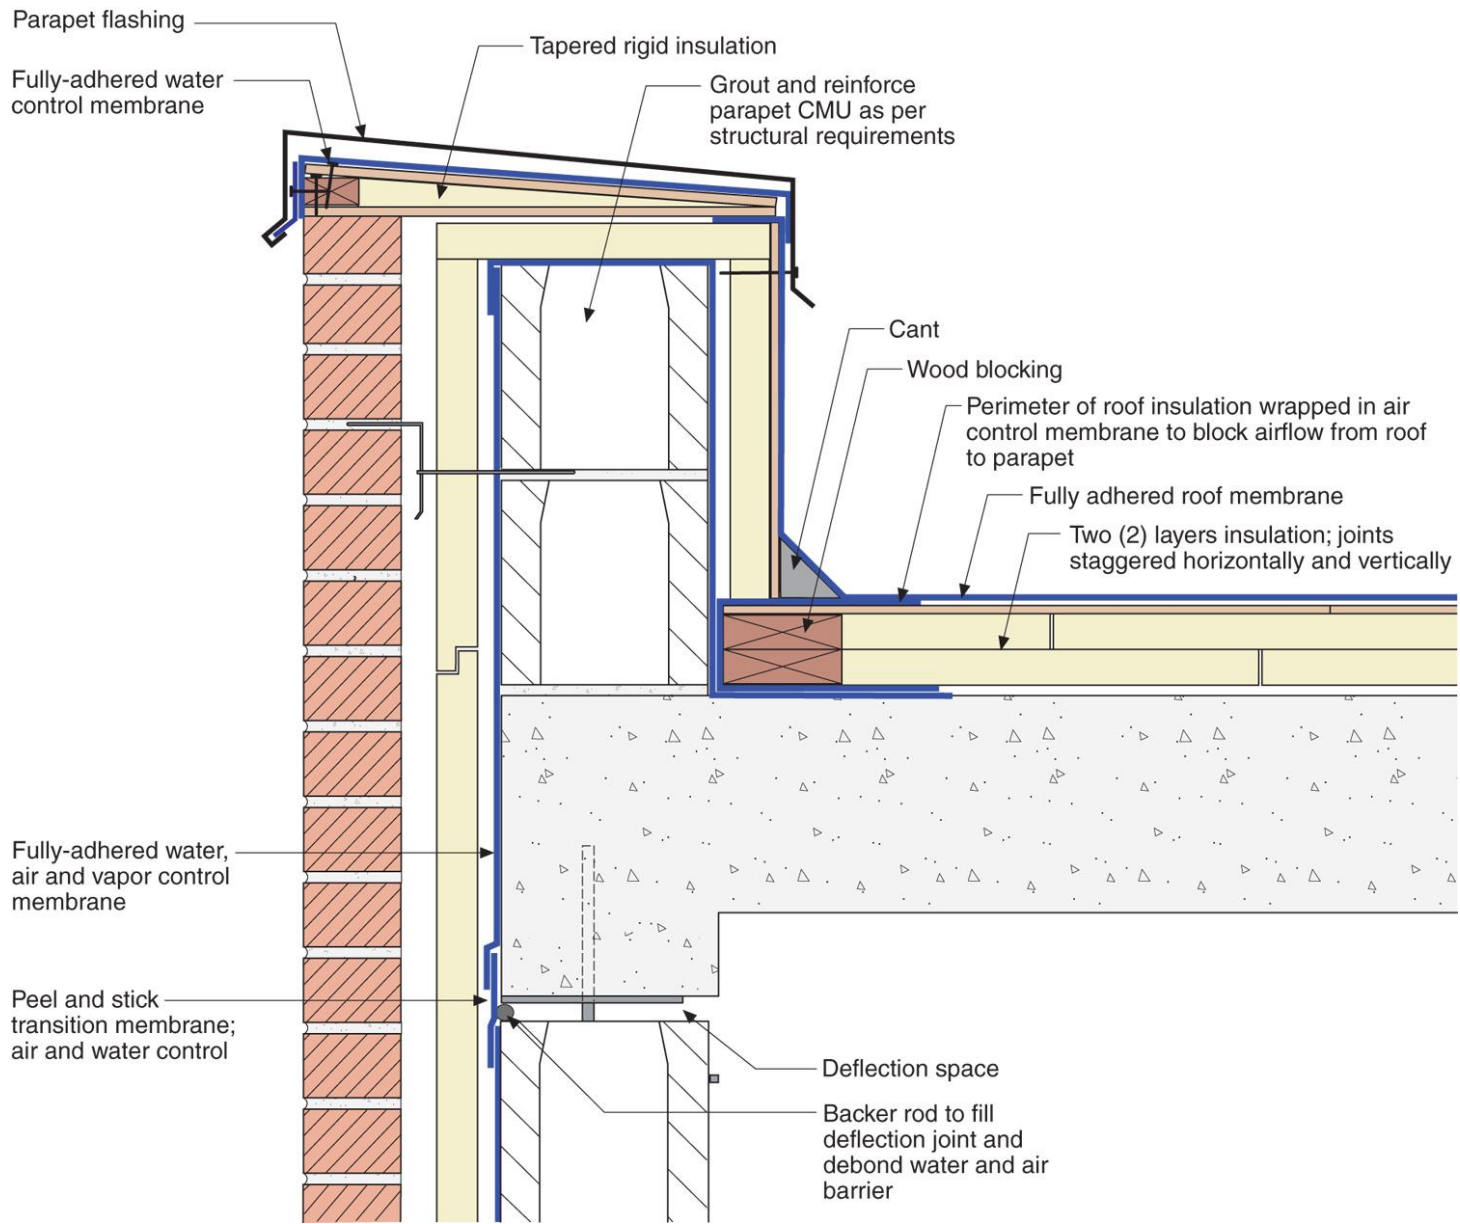 Parapet flashing
Fully-adhered water
control membrane
Tapered rigid insulation
Grout and reinforce
parapet CMU as per
structural requirements
Cant
Wood blocking
Perimeter of roof insulation wrapped in air
control membrane to block airflow from roof
to parapet
Fully adhered roof membrane
Two (2) layers insulation; joints
staggered horizontally and vertically
Fully-adhered water,
air and vapor control
membrane
Peel and stick
transition membrane;
air and water control
Deflection space
Backer rod to fill
deflection joint and
debond water and air
barrier